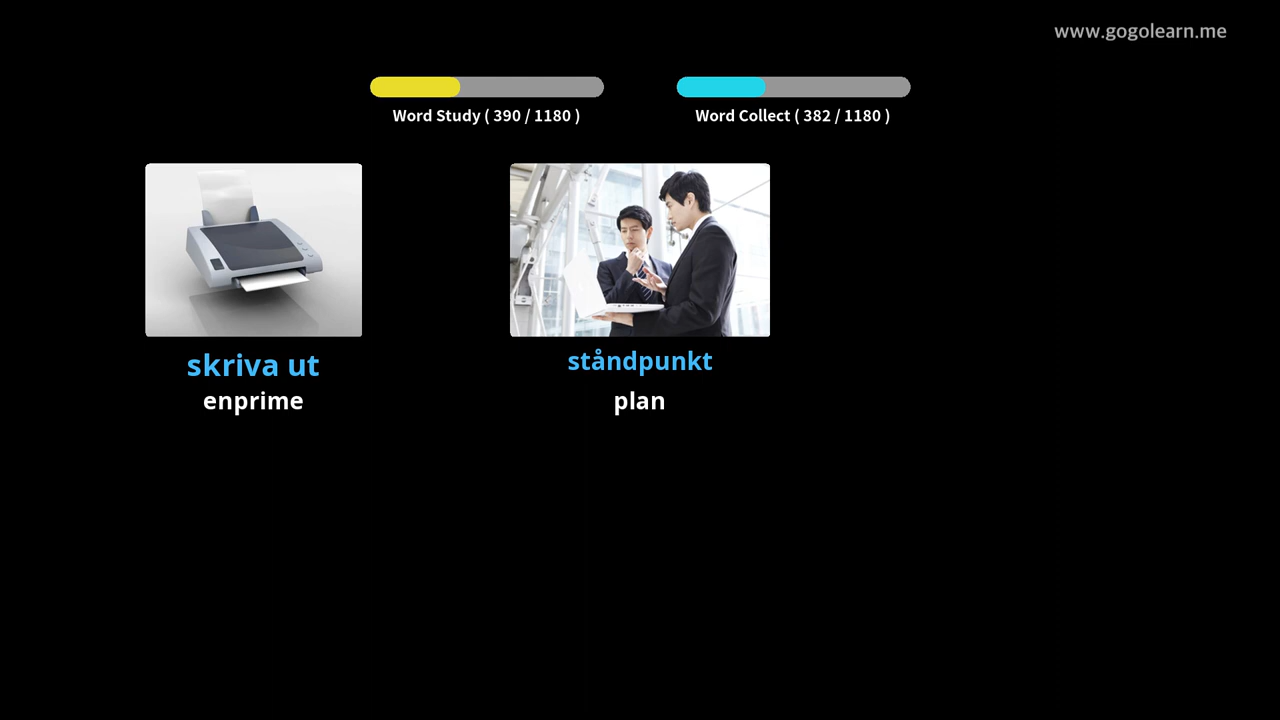 www.gogolearn.me
Word Study ( 390 / 1180 )
Word Collect ( 382 / 1180 )
skriva ut
enprime
ståndpunkt
plan